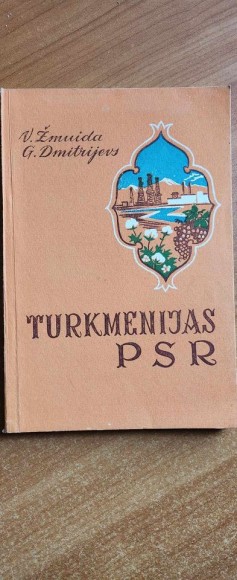 V. Žmuida
G. Dmitrijevs
TURKMENIJAS
PSR